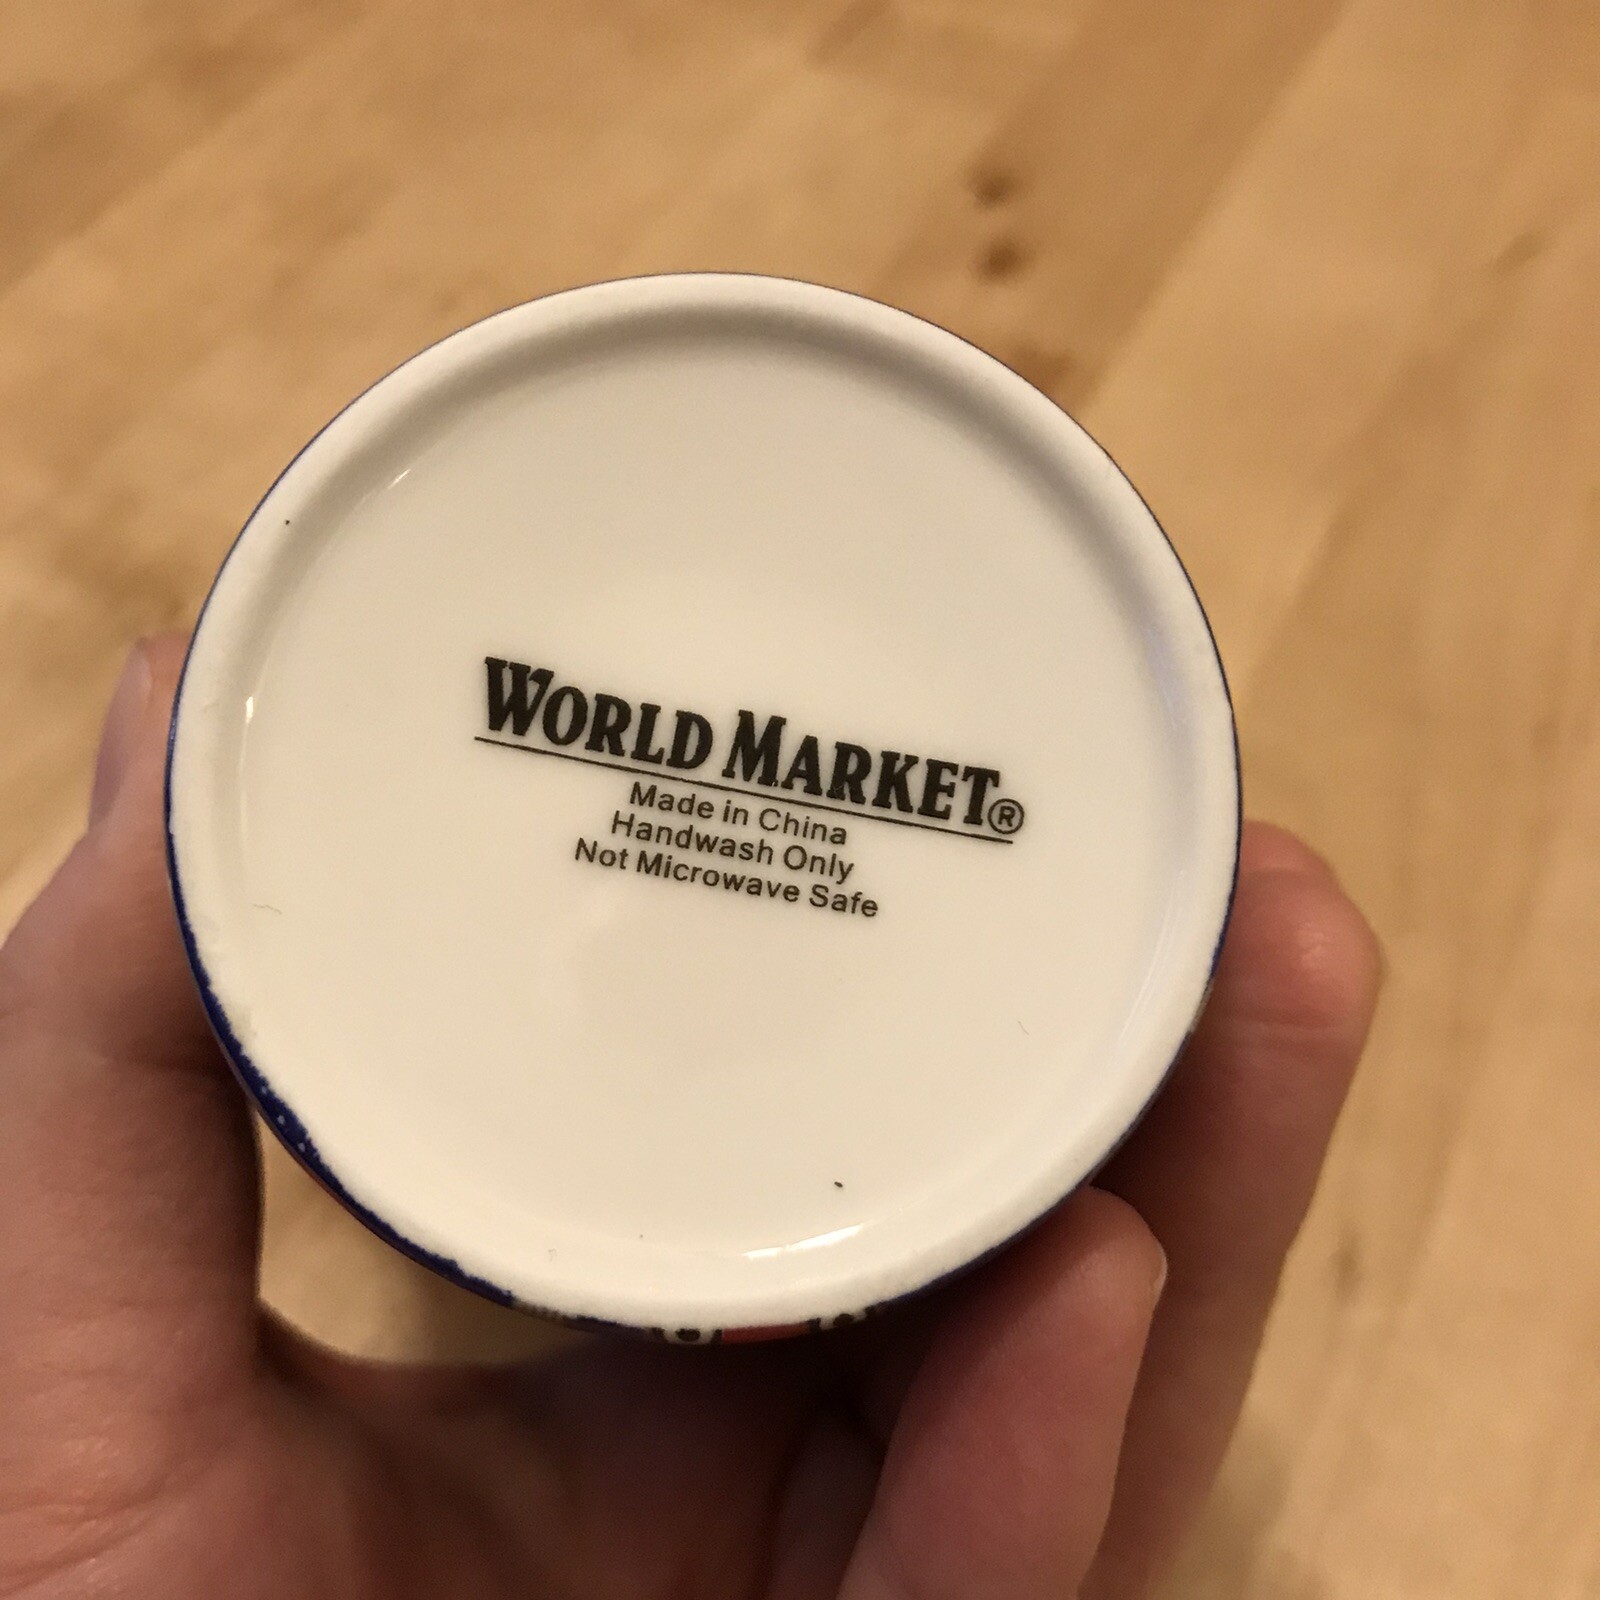 WORLD MARKET®
Made in China
Handwash Only
Not Microwave Safe